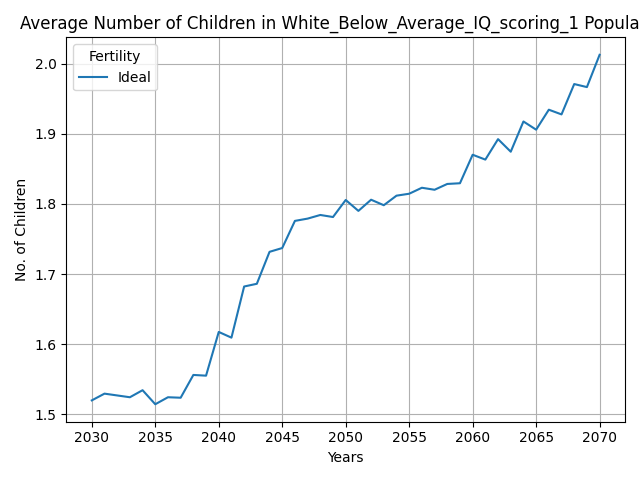 Average Number of Children in White_Below_Average_IQ_scoring_1 Popula
Fertility
Ideal
No. of Children
2.0
1.9
1.8
1.7
1.6
1.5
2030 2035 2040 2045 2050 2055 2060 2065 2070
Years